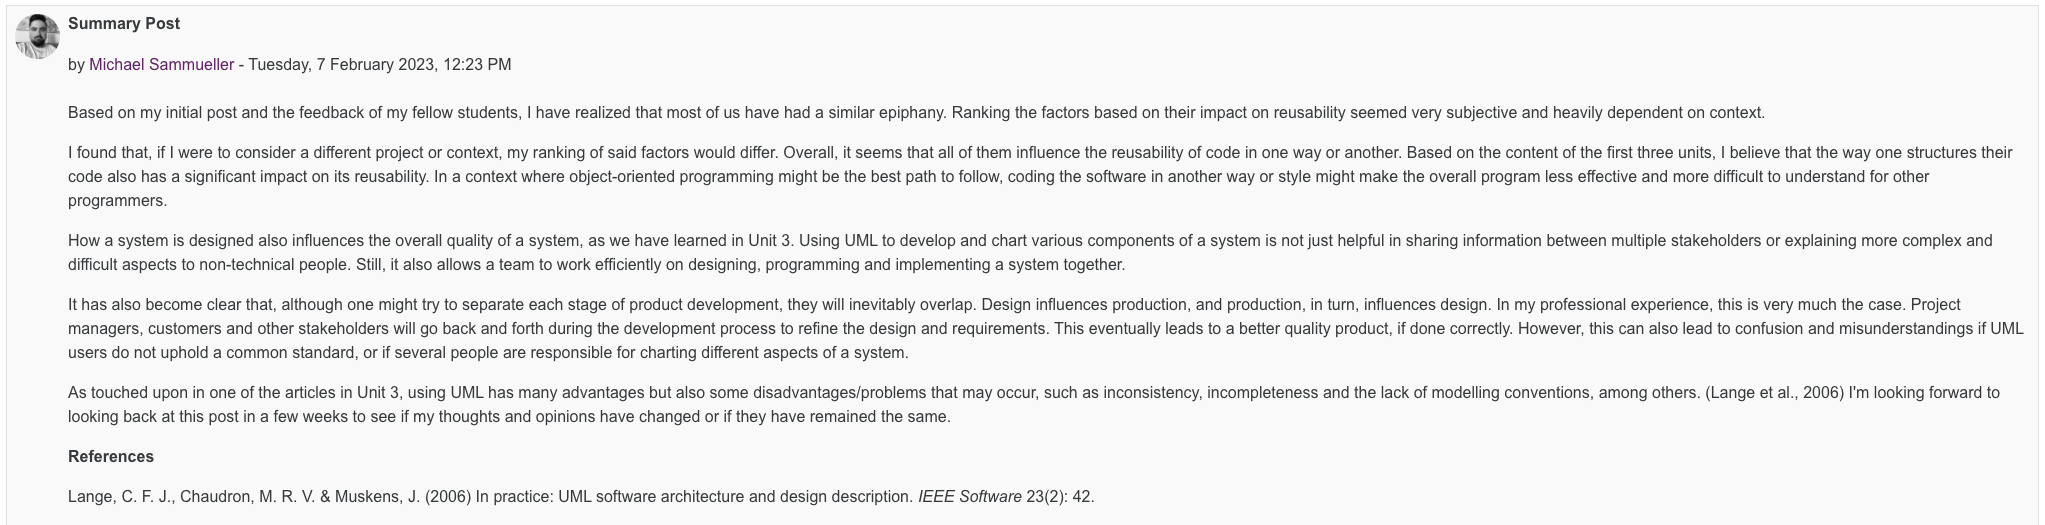 Summary Post
by Michael Sammueller - Tuesday, 7 February 2023, 12:23 PM
Based on my initial post and the feedback of my fellow students, I have realized that most of us have had a similar epiphany. Ranking the factors based on their impact on reusability seemed very subjective and heavily dependent on context.
I found that, if I were to consider a different project or context, my ranking of said factors would differ. Overall, it seems that all of them influence the reusability of code in one way or another. Based on the content of the first three units, I believe that the way one structures their
code also has a significant impact on its reusability. In a context where object-oriented programming might be the best path to follow, coding the software in another way or style might make the overall program less effective and more difficult to understand for other
programmers.
How a system is designed also influences the overall quality of a system, as we have learned in Unit 3. Using UML to develop and chart various components of a system is not just helpful in sharing information between multiple stakeholders or explaining more complex and
difficult aspects to non-technical people. Still, it also allows a team to work efficiently on designing, programming and implementing a system together.
It has also become clear that, although one might try to separate each stage of product development, they will inevitably overlap. Design influences production, and production, in turn, influences design. In my professional experience, this is very much the case. Project
managers, customers and other stakeholders will go back and forth during the development process to refine the design and requirements. This eventually leads to a better quality product, if done correctly. However, this can also lead to confusion and misunderstandings if UML
users do not uphold a common standard, or if several people are responsible for charting different aspects of a system.
As touched upon in one of the articles in Unit 3, using UML has many advantages but also some disadvantages/problems that may occur, such as inconsistency, incompleteness and the lack of modelling conventions, among others. (Lange et al., 2006) I'm looking forward to
looking back at this post in a few weeks to see if my thoughts and opinions have changed or if they have remained the same.
References
Lange, C. F. J., Chaudron, M. R. V. & Muskens, J. (2006) In practice: UML software architecture and design description. IEEE Software 23(2): 42.